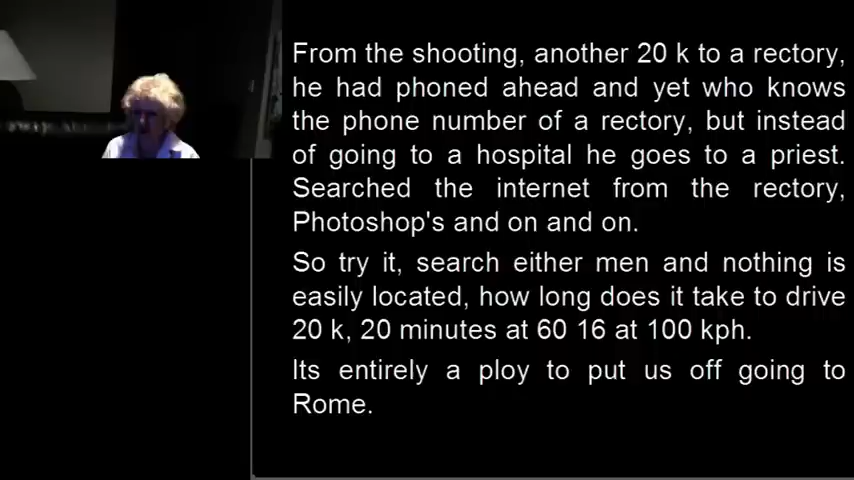 From the shooting, another 20 k to a rectory,
he had phoned ahead and yet who knows
the phone number of a rectory, but instead
of going to a hospital he goes to a priest.
Searched the internet from the rectory,
Photoshop's and on and on.
So try it, search either men and nothing is
easily located, how long does it take to drive
20 k, 20 minutes at 60 16 at 100 kph.
Its entirely a ploy to put us off going to
Rome.